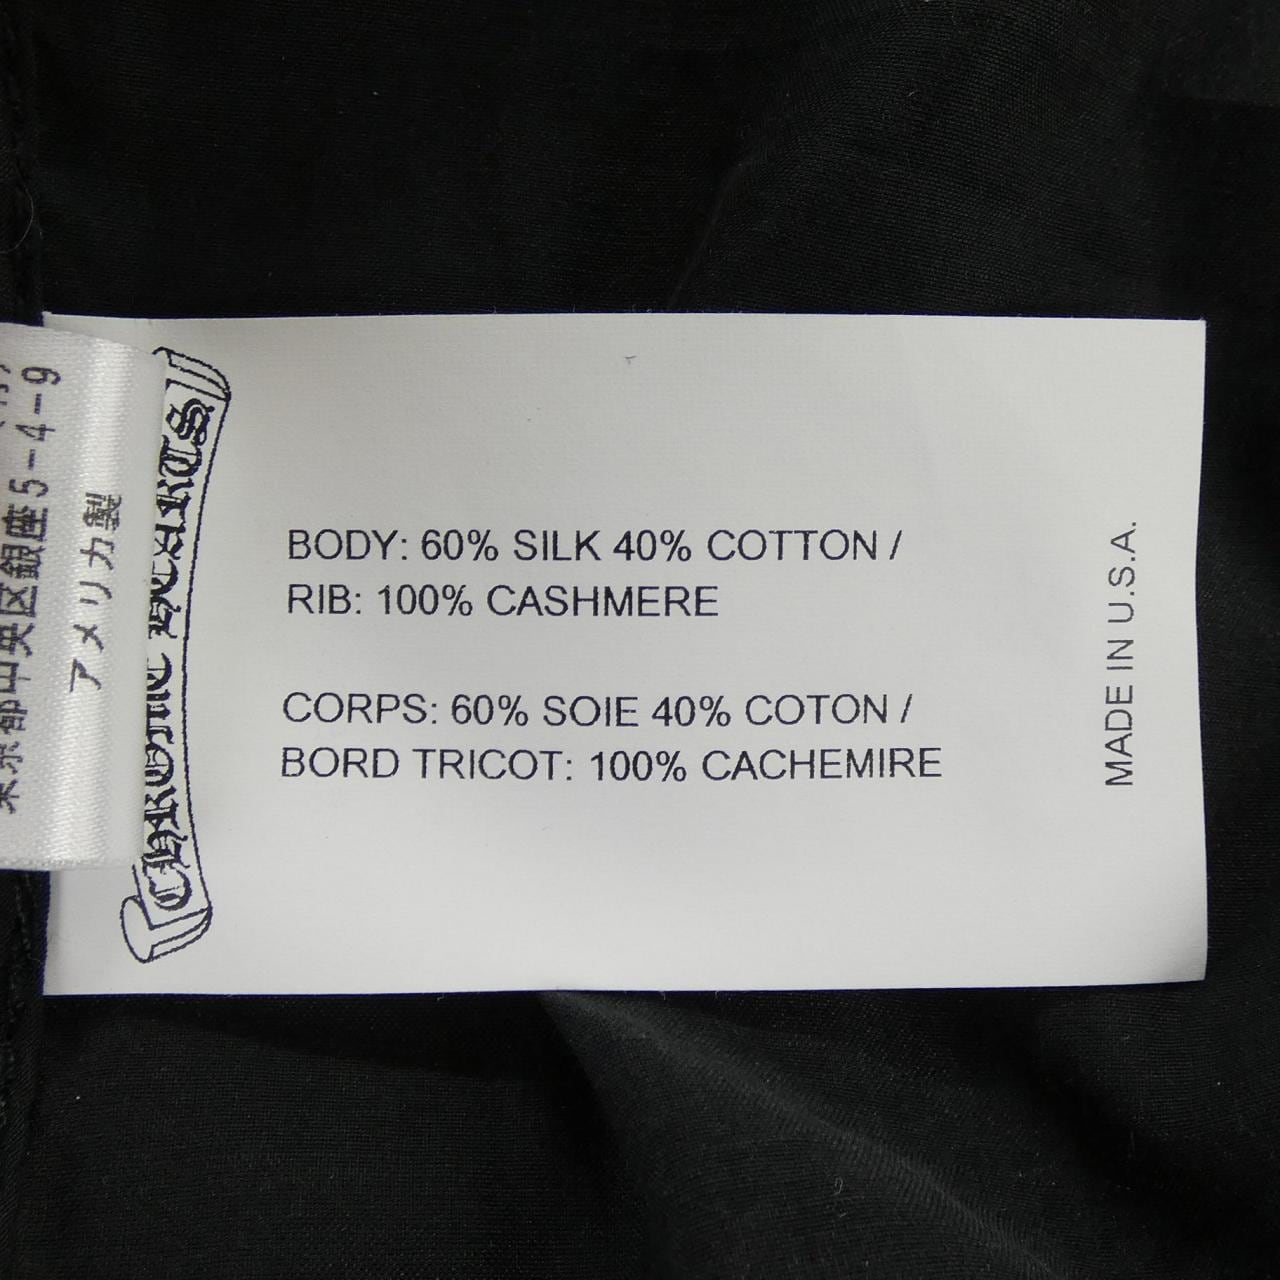 東京都中央区銀座5-4-9
アメリカ製
CHROME HEARTS
BODY: 60% SILK 40% COTTON /
RIB: 100% CASHMERE
CORPS: 60% SOIE 40% COTON /
BORD TRICOT: 100% CACHEMIRE
MADE IN U.S.A.